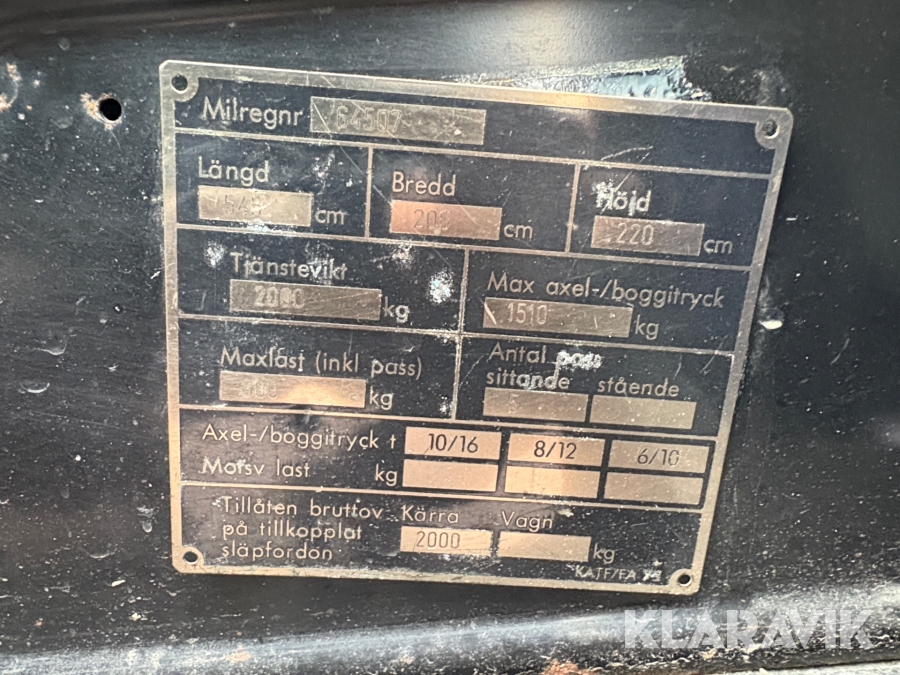 Milregnr 64507
Längd Bredd Höjd
cm 200 cm 220 cm
Tjänstevikt Max axel-/boggitryck
2000 kg 1510 kg
Maxlast (inkl pass) Antal pass
kg sittande stående
5
Axel-/boggitryck t 10/16 8/12 6/10
Motsv last kg
Tillåten bruttov Kärra Vagn
på tillkopplat 2000 kg
släpfordon
KATF/FA
KLARAVIK